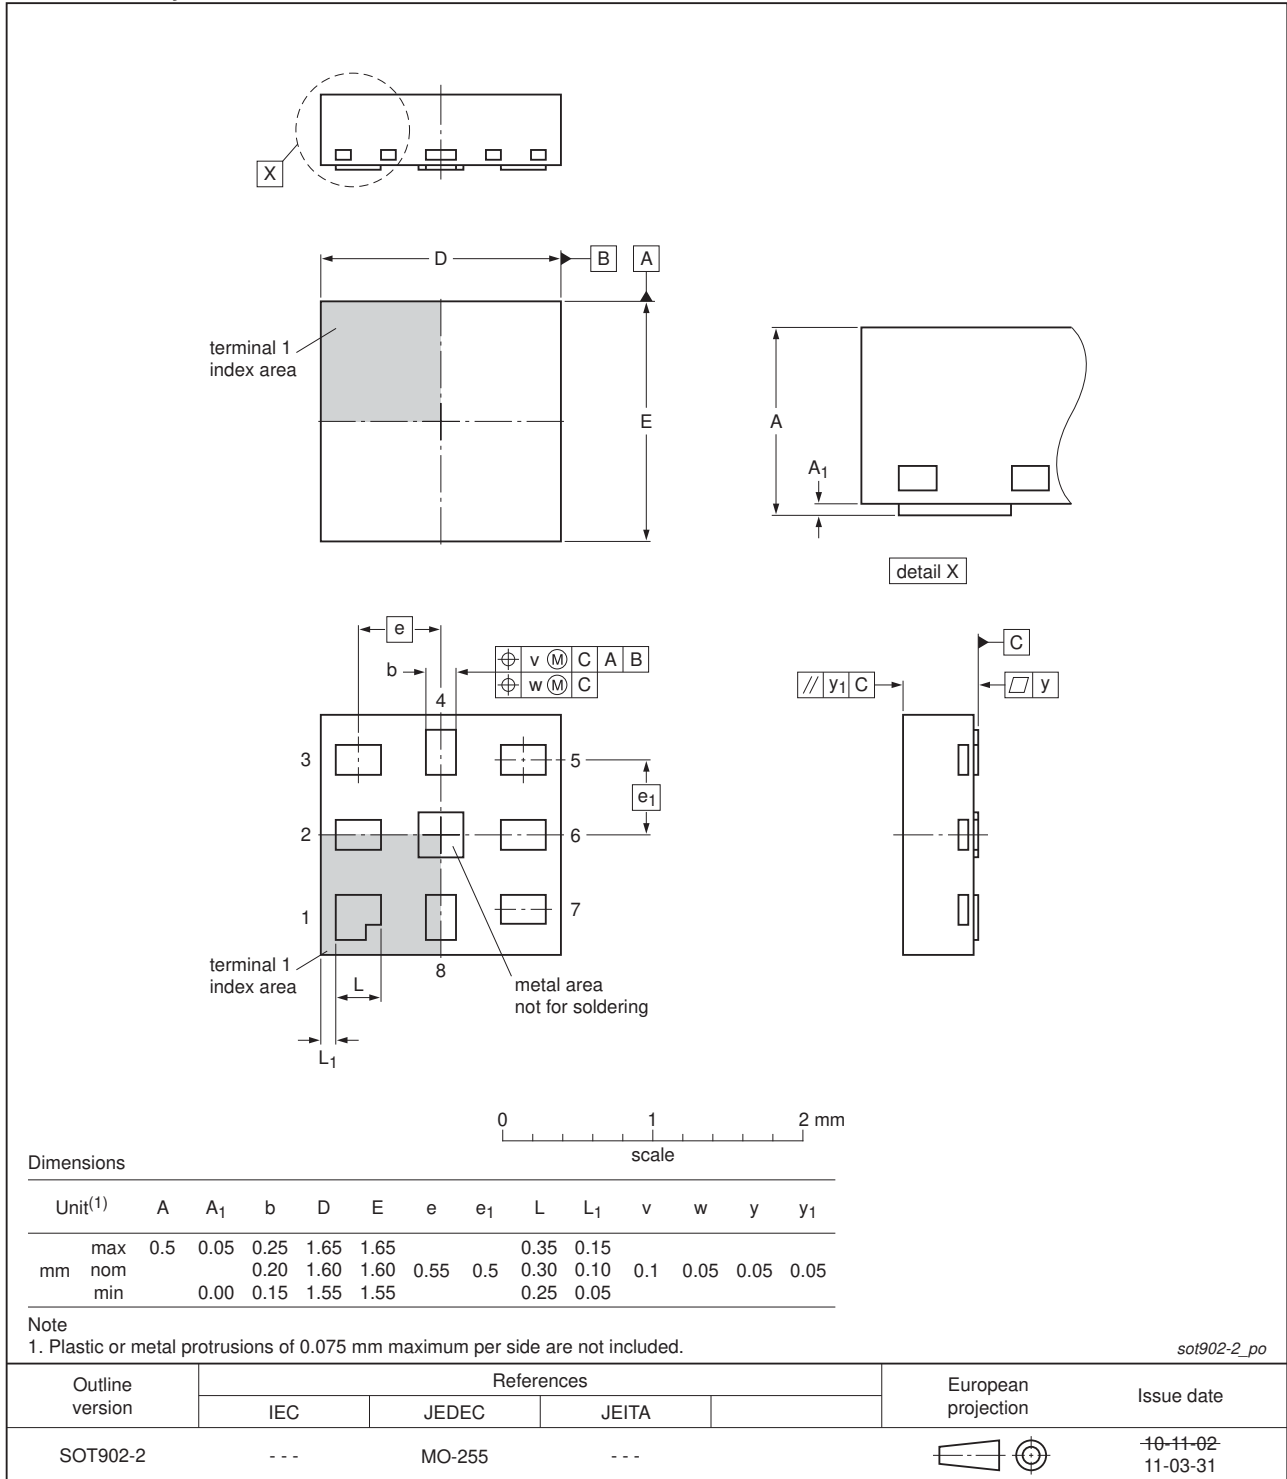 X
D
B
A
terminal 1
index area
E
A
A1
detail X
e
b
v M C A B
w M C
4
3
5
e1
2
6
1
7
terminal 1
index area
L
8
metal area
not for soldering
L1
C
// y1 C
y
0 1 2 mm
scale
Dimensions
Unit(1) A A1 b D E e e1 L L1 v w y y1
max 0.5 0.05 0.25 1.65 1.65 0.35 0.15
mm nom 0.20 1.60 1.60 0.55 0.5 0.30 0.10 0.1 0.05 0.05 0.05
min 0.00 0.15 1.55 1.55 0.25 0.05
Note
1. Plastic or metal protrusions of 0.075 mm maximum per side are not included.
sot902-2_po
Outline version
References
European projection
Issue date
IEC JEDEC JEITA
SOT902-2 - - - MO-255 - - -
10-11-02
11-03-31